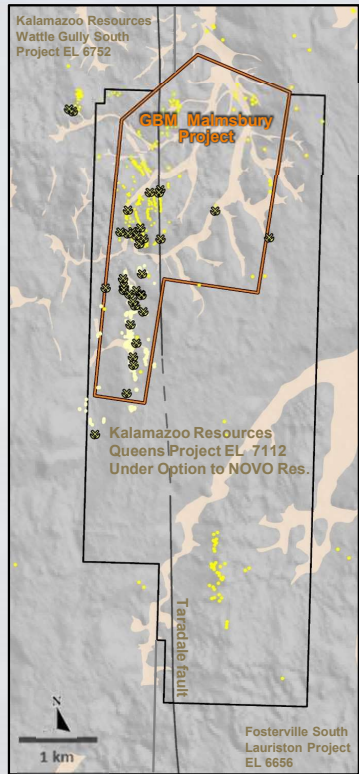 Kalamazoo Resources
Wattle Gully South
Project EL 6752
GBM Malmsbury
Project
Kalamazoo Resources
Queens Project EL 7112
Under Option to NOVO Res.
Taradale fault
N
1 km
Fosterville South
Lauriston Project
EL 6656